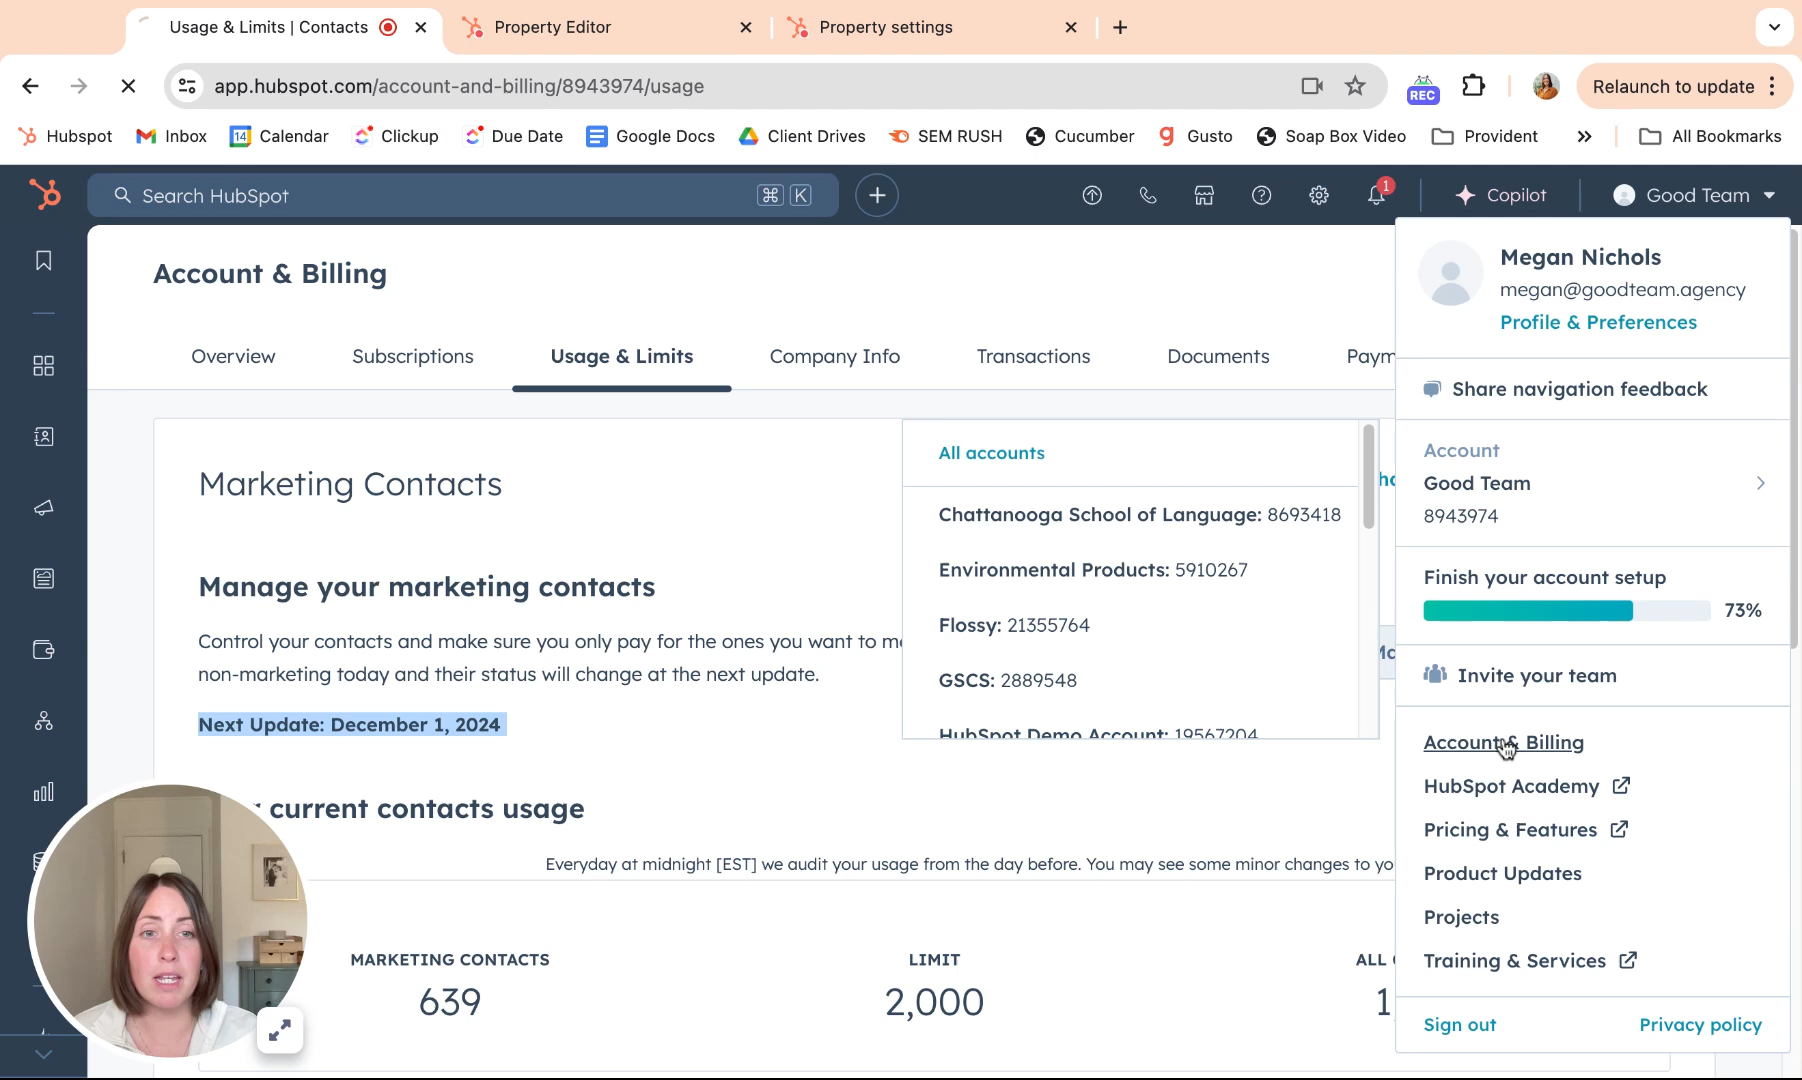 Usage & Limits | Contacts
Property Editor
Property settings
app.hubspot.com/account-and-billing/8943974/usage
REC
Relaunch to update
Hubspot
Inbox
14
Calendar
Clickup
Due Date
Google Docs
Client Drives
SEM RUSH
Cucumber
Gusto
Soap Box Video
Provident
All Bookmarks
Search HubSpot
⌘ K
1
Copilot
Good Team
Account & Billing
Overview
Subscriptions
Usage & Limits
Company Info
Transactions
Documents
Paym
Marketing Contacts
Manage your marketing contacts
Control your contacts and make sure you only pay for the ones you want to
non-marketing today and their status will change at the next update.
Next Update: December 1, 2024
current contacts usage
Everyday at midnight [EST] we audit your usage from the day before. You may see some minor changes to yo
MARKETING CONTACTS
639
LIMIT
2,000
ALL
1,
All accounts
Chattanooga School of Language: 8693418
Environmental Products: 5910267
Flossy: 21355764
GSCS: 2889548
HubSpot Demo Account: 19567204
Megan Nichols
megan@goodteam.agency
Profile & Preferences
Share navigation feedback
Account
Good Team
8943974
Finish your account setup
73%
Invite your team
Account & Billing
HubSpot Academy
Pricing & Features
Product Updates
Projects
Training & Services
Sign out
Privacy policy